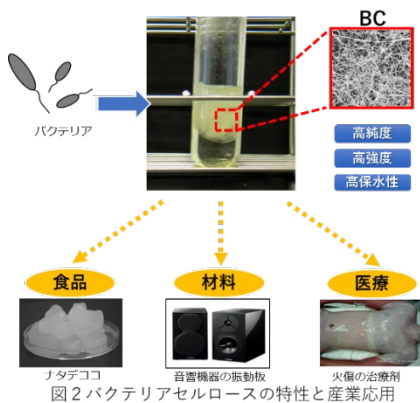 BC
バクテリア
高純度
高強度
高保水性
食品
材料
医療
ナタデココ
音響機器の振動板
火傷の治療剤
図2バクテリアセルロースの特性と産業応用